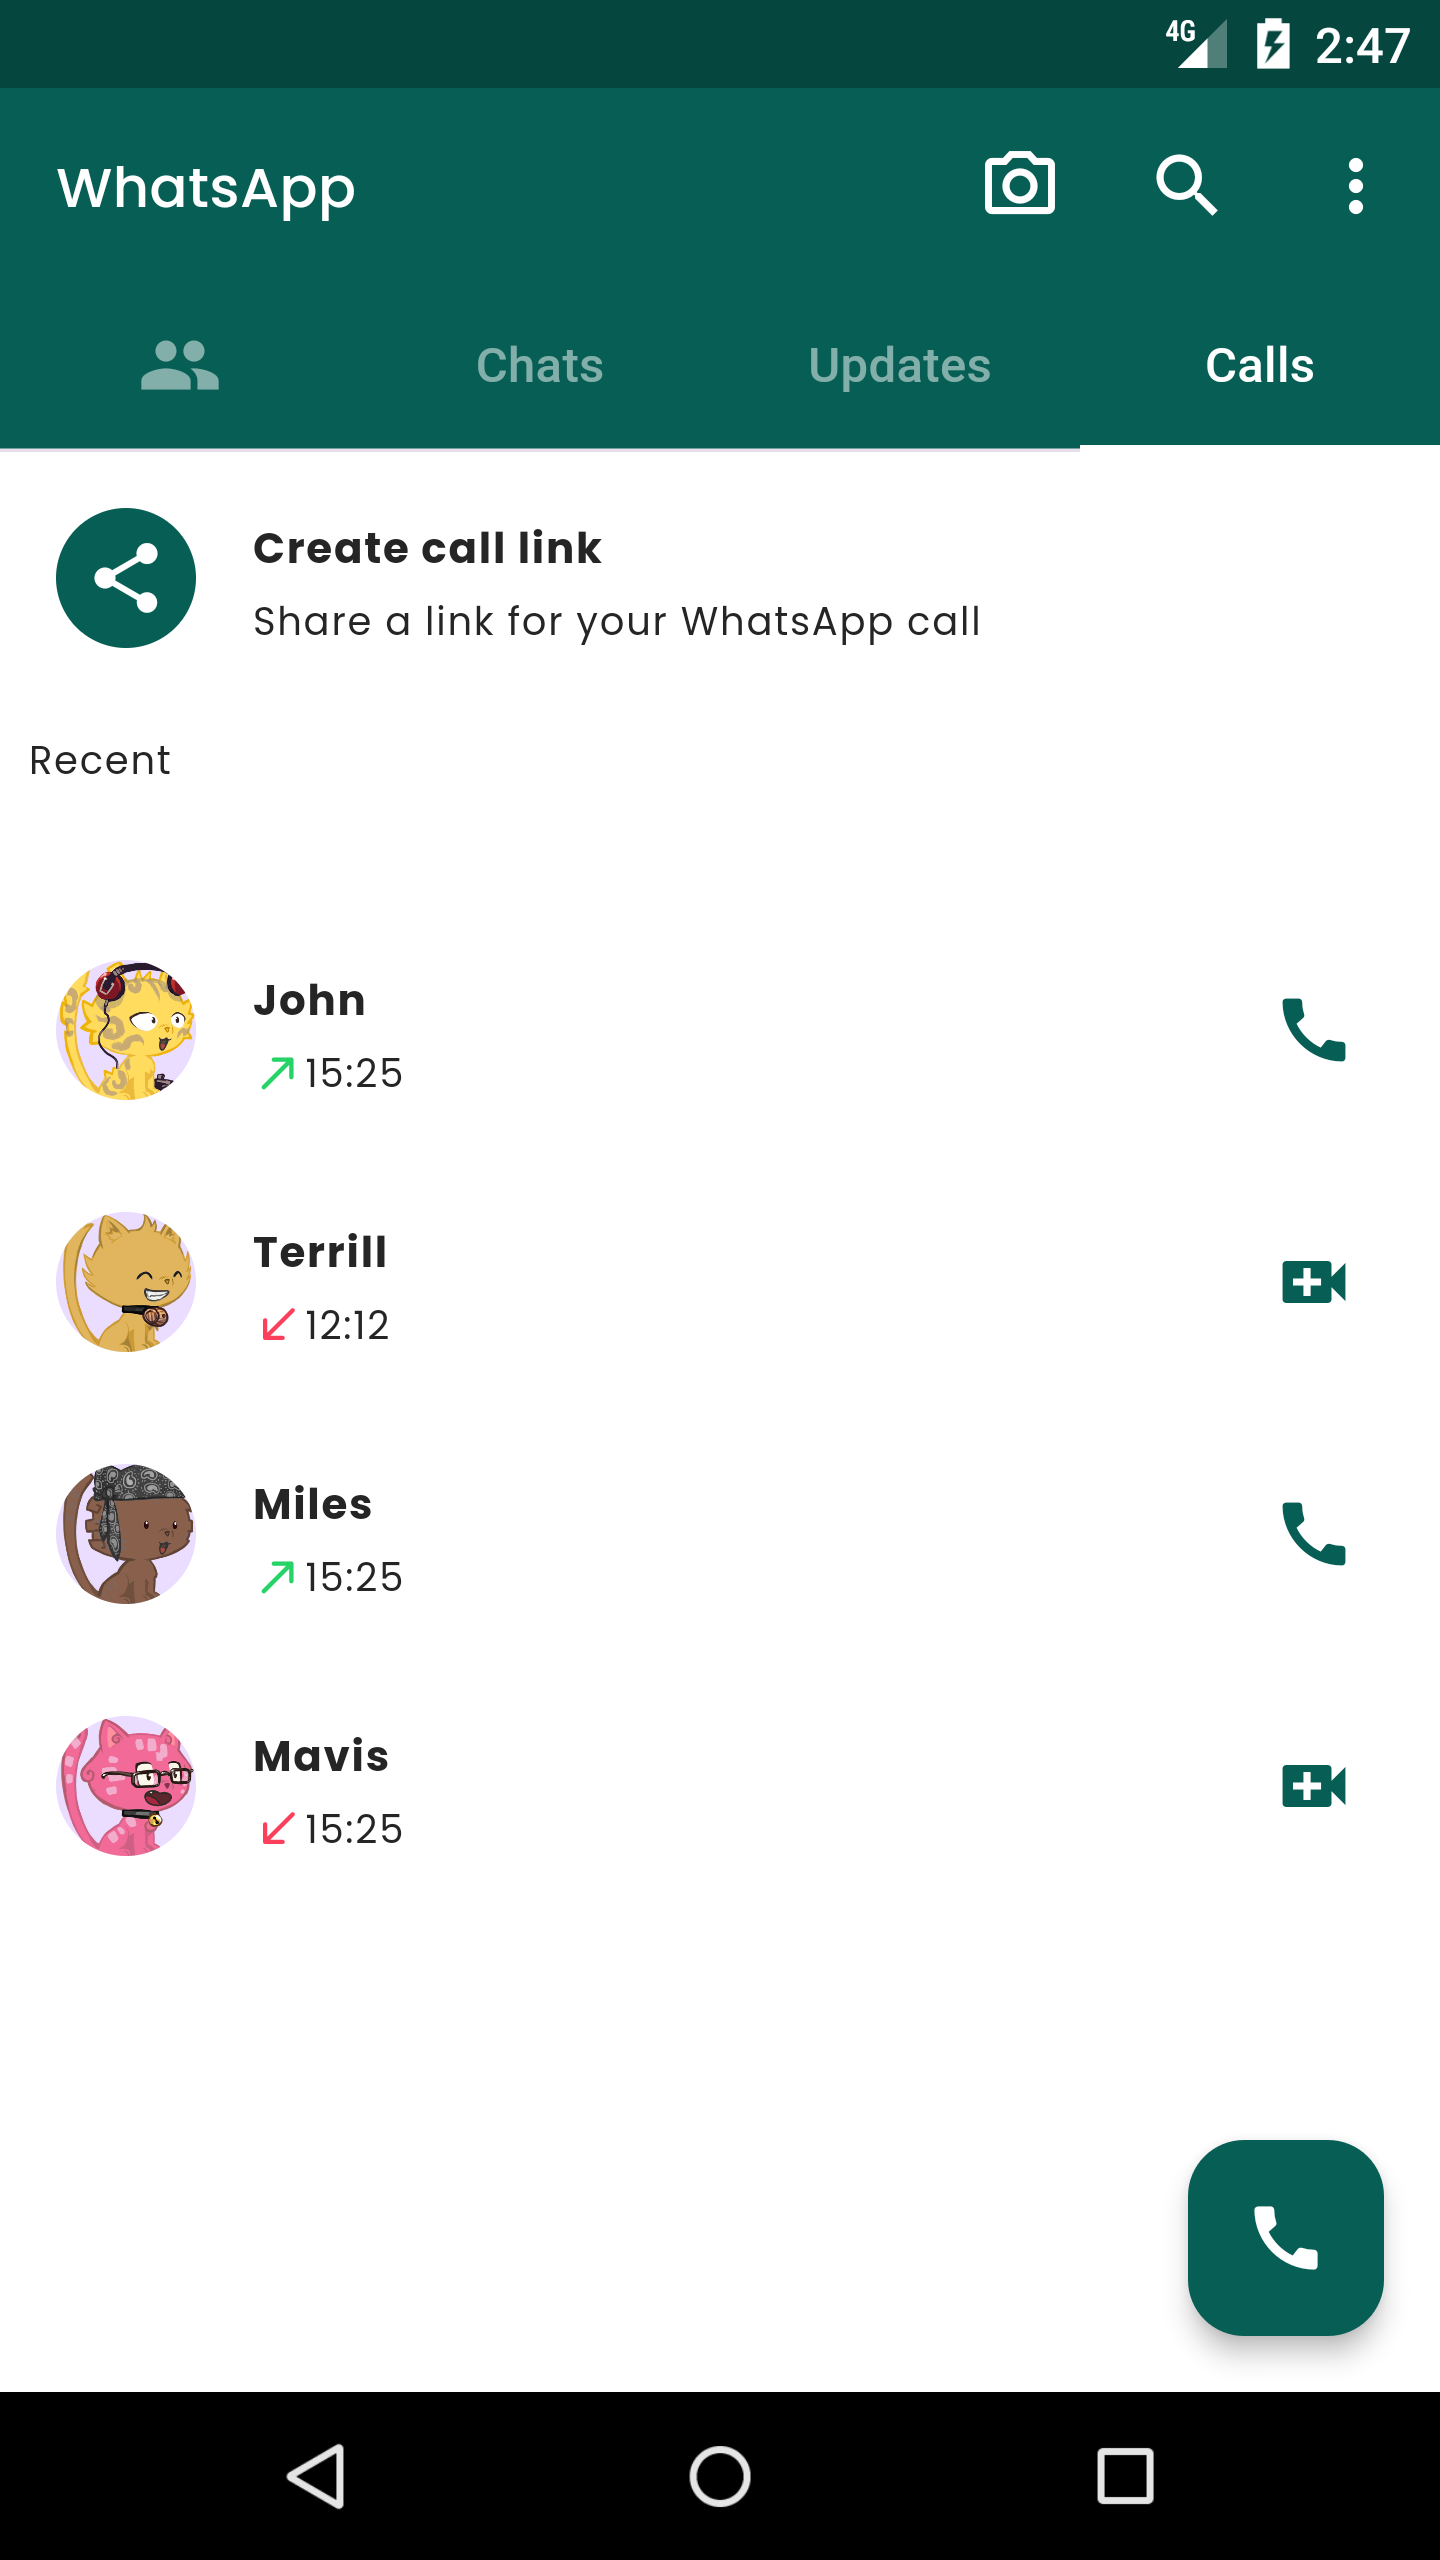 4G 2:47
WhatsApp
Chats Updates Calls
Create call link
Share a link for your WhatsApp call
Recent
John
15:25
Terrill
12:12
Miles
15:25
Mavis
15:25